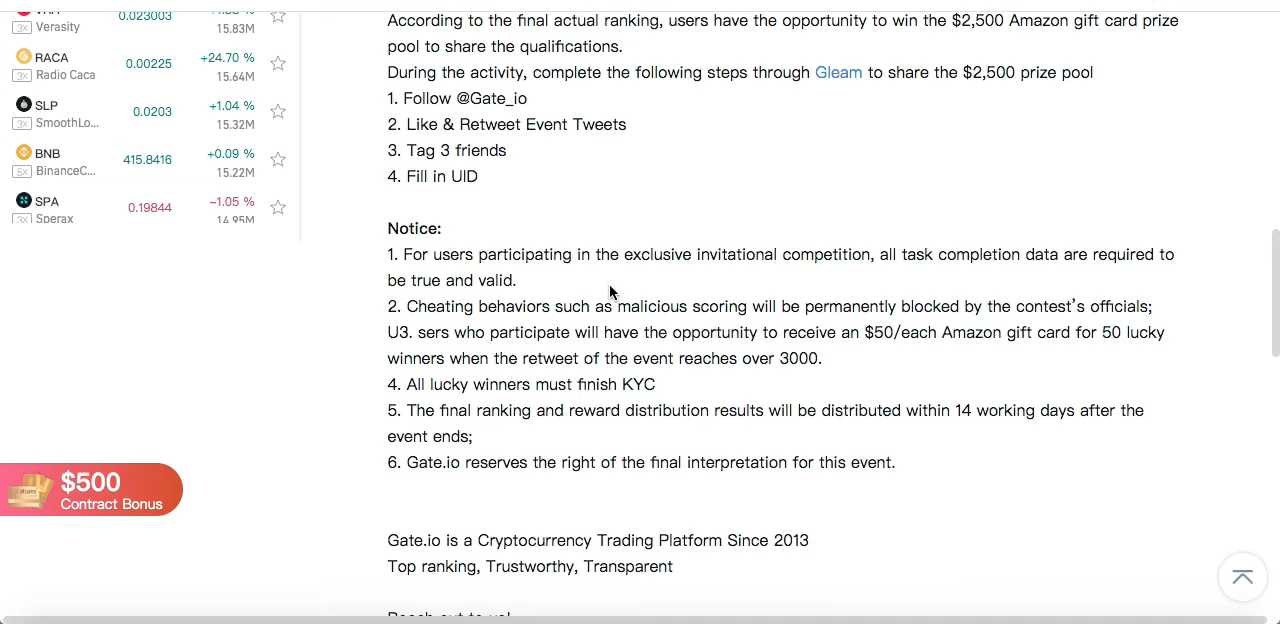 0.023003
Verasity
3X
15.83M
RACA
0.00225
+24.70 %
3X
Radio Caca
15.64M
SLP
0.0203
+1.04 %
3X
SmoothLo...
15.32M
BNB
415.8416
+0.09 %
5X
BinanceC...
15.22M
SPA
0.19844
-1.05 %
3X
Sperax
14.95M
$500
Contract Bonus
According to the final actual ranking, users have the opportunity to win the $2,500 Amazon gift card prize
pool to share the qualifications.
During the activity, complete the following steps through Gleam to share the $2,500 prize pool
1. Follow @Gate_io
2. Like & Retweet Event Tweets
3. Tag 3 friends
4. Fill in UID
Notice:
1. For users participating in the exclusive invitational competition, all task completion data are required to
be true and valid.
2. Cheating behaviors such as malicious scoring will be permanently blocked by the contest's officials;
U3. sers who participate will have the opportunity to receive an $50/each Amazon gift card for 50 lucky
winners when the retweet of the event reaches over 3000.
4. All lucky winners must finish KYC
5. The final ranking and reward distribution results will be distributed within 14 working days after the
event ends;
6. Gate.io reserves the right of the final interpretation for this event.
Gate.io is a Cryptocurrency Trading Platform Since 2013
Top ranking, Trustworthy, Transparent